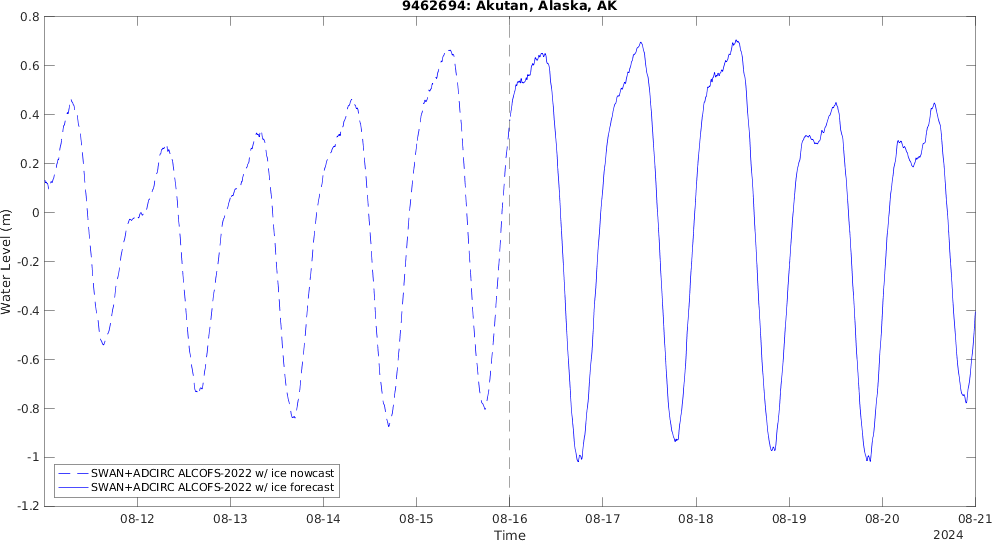 9462694: Akutan, Alaska, AK
Water Level (m)
0.8
0.6
0.4
0.2
0
-0.2
-0.4
-0.6
-0.8
-1
-1.2
SWAN+ADCIRC ALCOFS-2022 w/ ice nowcast
SWAN+ADCIRC ALCOFS-2022 w/ ice forecast
08-12 08-13 08-14 08-15 08-16 08-17 08-18 08-19 08-20 08-21
Time
2024